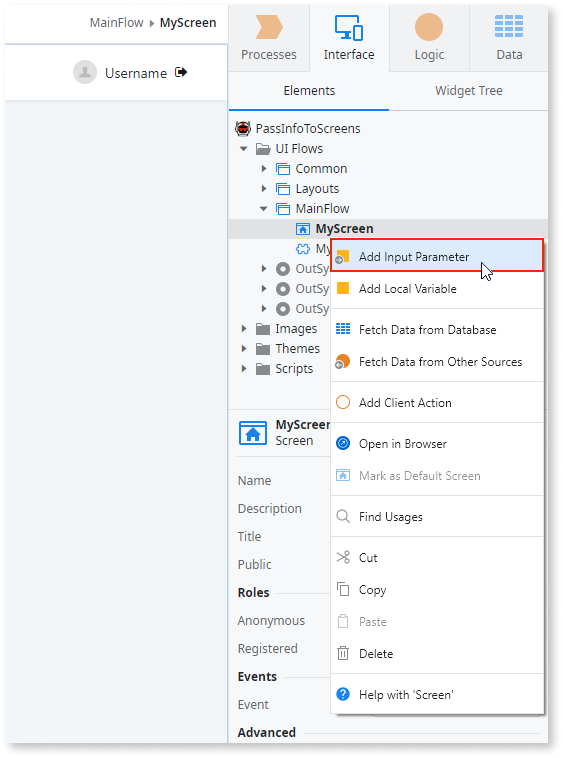 MainFlow MyScreen
Username
Processes Interface Logic Data
Elements Widget Tree
PassInfoToScreens
UI Flows
Common
Layouts
MainFlow
MyScreen
My
OutSy
OutSy
OutSy
Images
Themes
Scripts
Add Input Parameter
Add Local Variable
Fetch Data from Database
Fetch Data from Other Sources
Add Client Action
Open in Browser
Mark as Default Screen
Find Usages
Cut
Copy
Paste
Delete
Help with 'Screen'
MyScreen
Screen
Name
Description
Title
Public
Roles
Anonymous
Registered
Events
Event
Advanced